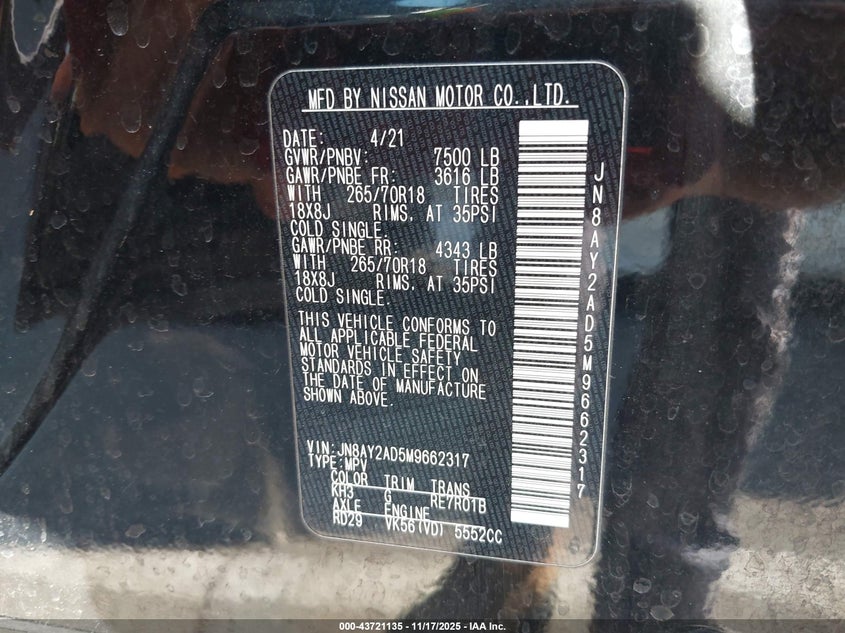 MFD BY NISSAN MOTOR CO.,LTD.
DATE: 4/21
GVWR/PNBV: 7500 LB
GAWR/PNBE FR: 3616 LB
WITH 265/70R18 TIRES
18X8J RIMS, AT 35PSI
COLD SINGLE.
GAWR/PNBE RR: 4343 LB
WITH 265/70R18 TIRES
18X8J RIMS, AT 35PSI
COLD SINGLE.
THIS VEHICLE CONFORMS TO
ALL APPLICABLE FEDERAL
MOTOR VEHICLE SAFETY
STANDARDS IN EFFECT ON
THE DATE OF MANUFACTURE
SHOWN ABOVE.
VIN:JN8AY2AD5M9662317
TYPE:MPV
COLOR TRIM TRANS
KH3 G RE7R01B
AXLE ENGINE
RD29 VK56(VD) 5552CC
JN8AY2AD5M9662317
000-43721135 - 11/17/2025 - IAA Inc.